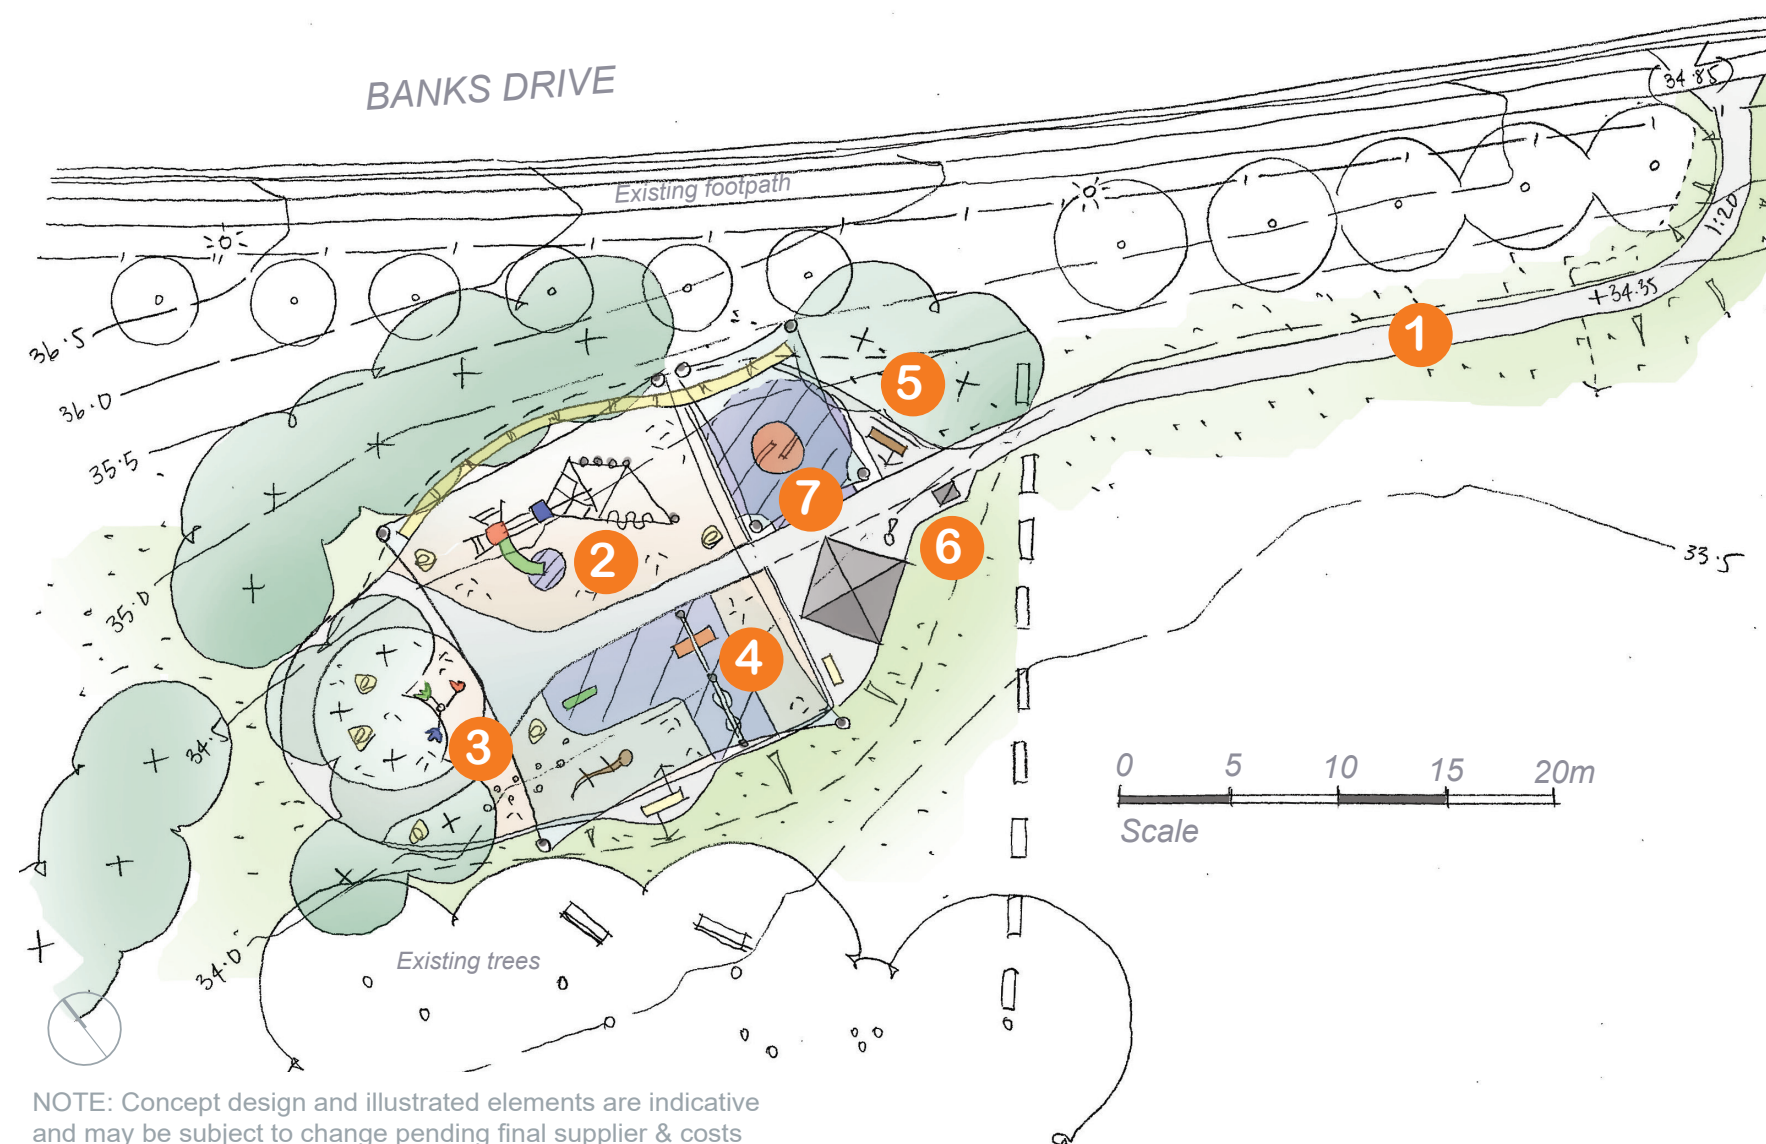 BANKS DRIVE
34.85
Existing footpath
1:20
+34.35
1
36.5
36.0
5
35.5
7
2
6
33.5
35.0
4
3
34.5
0 5 10 15 20m
Scale
34.0
Existing trees
NOTE: Concept design and illustrated elements are indicative
and may be subject to change pending final supplier & costs